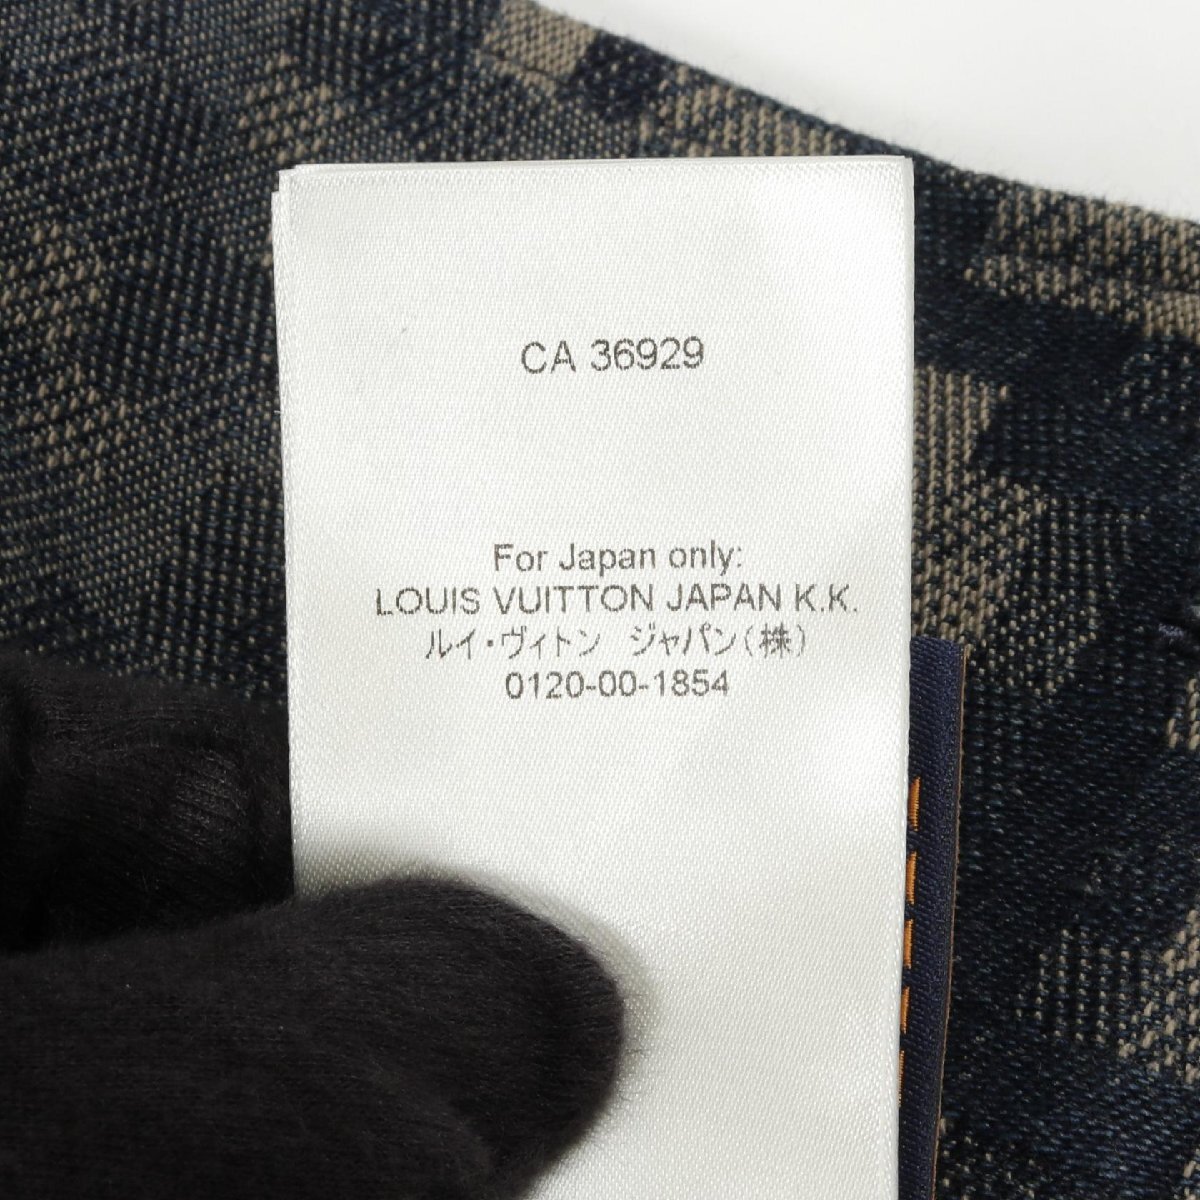 CA 36929
For Japan only:
LOUIS VUITTON JAPAN K.K.
ルイ・ヴィトン ジャパン(株)
0120-00-1854